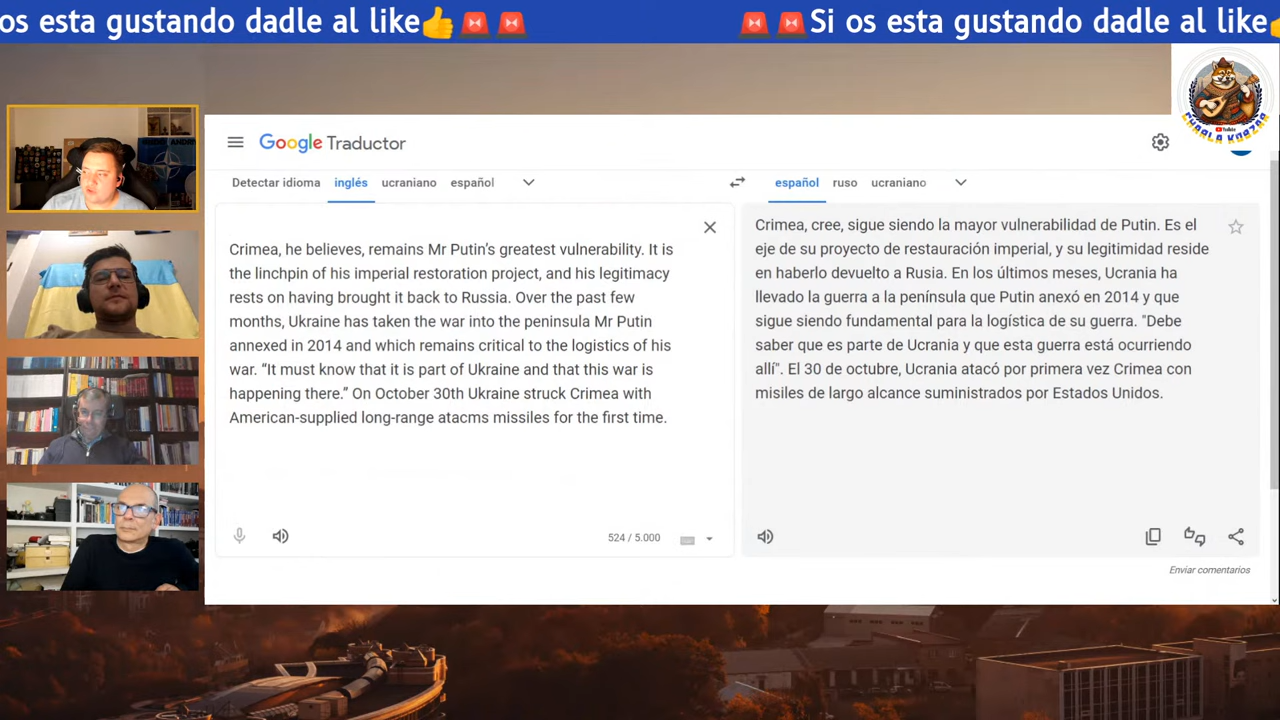 os esta gustando dadle al like👍🚨🚨
🚨🚨Si os esta gustando dadle al like
CHARLA KOBZAR
YouTube
Google Traductor
Detectar idioma inglés ucraniano español
español ruso ucraniano
Crimea, he believes, remains Mr Putin's greatest vulnerability. It is
the linchpin of his imperial restoration project, and his legitimacy
rests on having brought it back to Russia. Over the past few
months, Ukraine has taken the war into the peninsula Mr Putin
annexed in 2014 and which remains critical to the logistics of his
war. “It must know that it is part of Ukraine and that this war is
happening there.” On October 30th Ukraine struck Crimea with
American-supplied long-range atacms missiles for the first time.
524 / 5.000
Crimea, cree, sigue siendo la mayor vulnerabilidad de Putin. Es el
eje de su proyecto de restauración imperial, y su legitimidad reside
en haberlo devuelto a Rusia. En los últimos meses, Ucrania ha
llevado la guerra a la península que Putin anexó en 2014 y que
sigue siendo fundamental para la logística de su guerra. "Debe
saber que es parte de Ucrania y que esta guerra está ocurriendo
allí". El 30 de octubre, Ucrania atacó por primera vez Crimea con
misiles de largo alcance suministrados por Estados Unidos.
Enviar comentarios